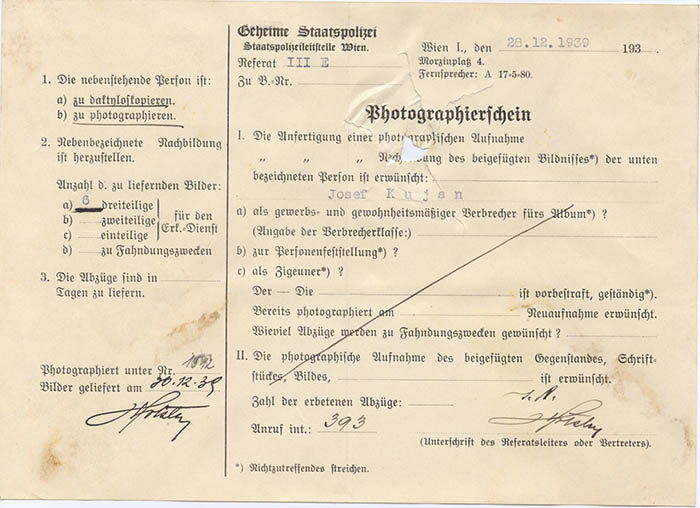 1. Die nebenstehende Person ist:
a) zu daktyloskopieren.
b) zu photographieren.
2. Nebenbezeichnete Nachbildung
ist herzustellen.
Anzahl d. zu liefernden Bilder:
a) 6 dreiteilige
b) zweiteilige
c) einteilige
für den
Erk.-Dienst
d) zu Fahndungszwecken
3. Die Abzüge sind in
Tagen zu liefern.
Photographiert unter Nr.
Bilder geliefert am 30.12.39
Geheime Staatspolizei
Staatspolizeileitstelle Wien.
Referat III E
Zu B.-Nr.
Wien I., den 28.12.1939 193
Morzinplatz 4.
Fernsprecher: A 17-5-80.
Photographierschein
I. Die Anfertigung einer photographischen Aufnahme
„ „ „ des beigefügten Bildnisses*) der unten
bezeichneten Person ist erwünscht:
Josef Kujan
a) als gewerbs- und gewohnheitsmäßiger Verbrecher fürs Album*) ?
(Angabe der Verbrecherklasse:)
b) zur Personenfeststellung*) ?
c) als Zigeuner*) ?
Der — Die ist vorbestraft, geständig*).
Bereits photographiert am Neuaufnahme erwünscht.
Wieviel Abzüge werden zu Fahndungszwecken gewünscht ?
II. Die photographische Aufnahme des beigefügten Gegenstandes, Schrift-
stückes, Bildes, ist erwünscht.
Zahl der erbetenen Abzüge:
Anruf int.: 393
(Unterschrift des Referatsleiters oder Vertreters).
*) Nichtzutreffendes streichen.